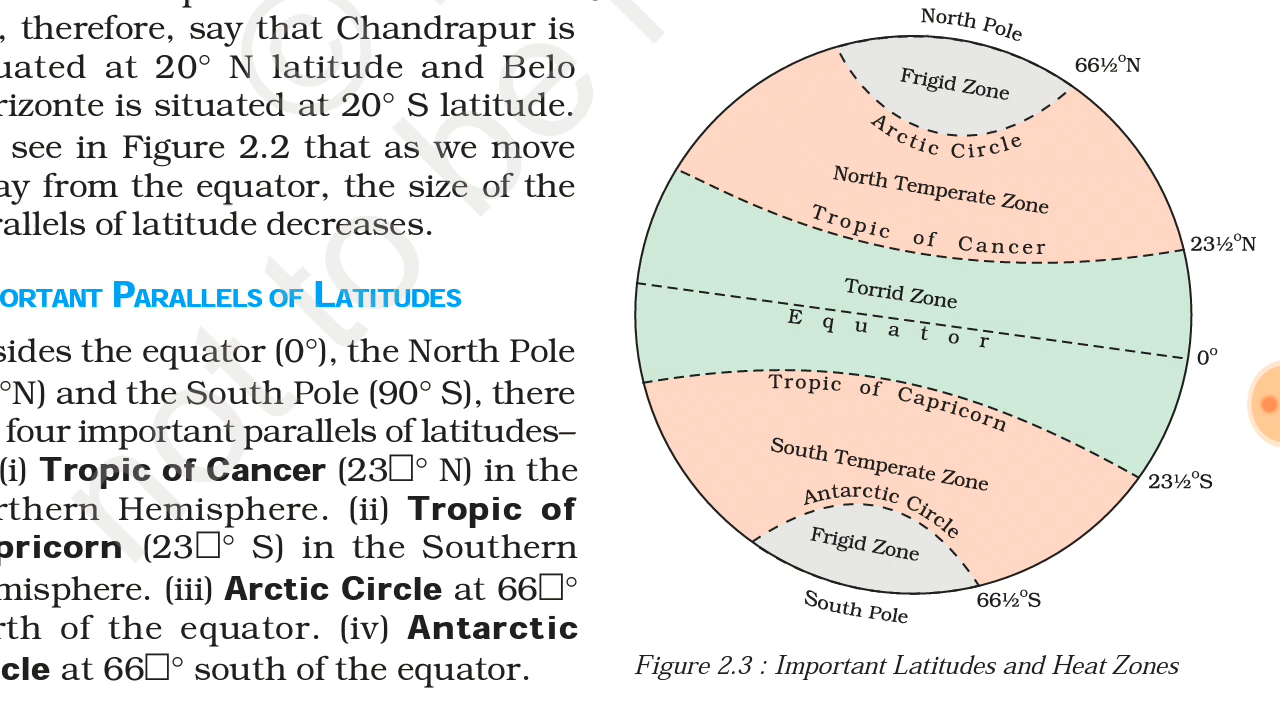 , therefore, say that Chandrapur is
uated at 20° N latitude and Belo
rizonte is situated at 20° S latitude.
see in Figure 2.2 that as we move
ay from the equator, the size of the
rallels of latitude decreases.
ORTANT PARALLELS OF LATITUDES
sides the equator (0°), the North Pole
°N) and the South Pole (90° S), there
four important parallels of latitudes–
(i) Tropic of Cancer (23□° N) in the
rthern Hemisphere. (ii) Tropic of
pricorn (23□° S) in the Southern
misphere. (iii) Arctic Circle at 66□°
rth of the equator. (iv) Antarctic
cle at 66□° south of the equator.
North Pole
66½°N
Frigid Zone
Arctic Circle
North Temperate Zone
Tropic of Cancer
23½°N
Torrid Zone
Equator
0°
Tropic of Capricorn
South Temperate Zone
23½°S
Antarctic Circle
Frigid Zone
66½°S
South Pole
Figure 2.3 : Important Latitudes and Heat Zones
© 
not to be r